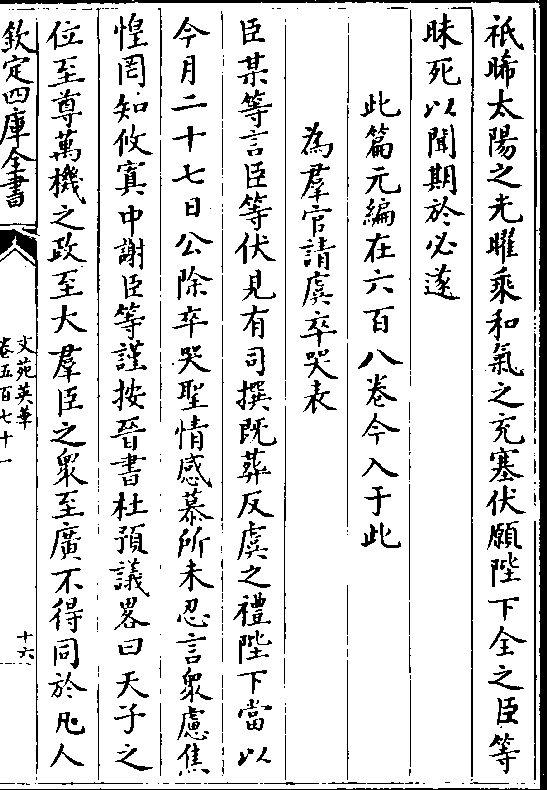 祇晞太陽之光曜乘和氣之充塞伏願陛下全之臣等
昧死以聞期於必遂
此篇元編在六百八卷今入于此
為羣官請虞卒哭表
臣某等言臣等伏見有司撰既葬反虞之禮陛下當以
今月二十七日公除卒哭聖情感慕所未忍言衆慮焦
惶罔知攸寘中謝臣等謹按晉書杜預議畧曰天子之
位至尊萬機之政至大羣臣之衆至廣不得同於凡人
欽定四庫全書
文苑英華
卷五百七十一
十六